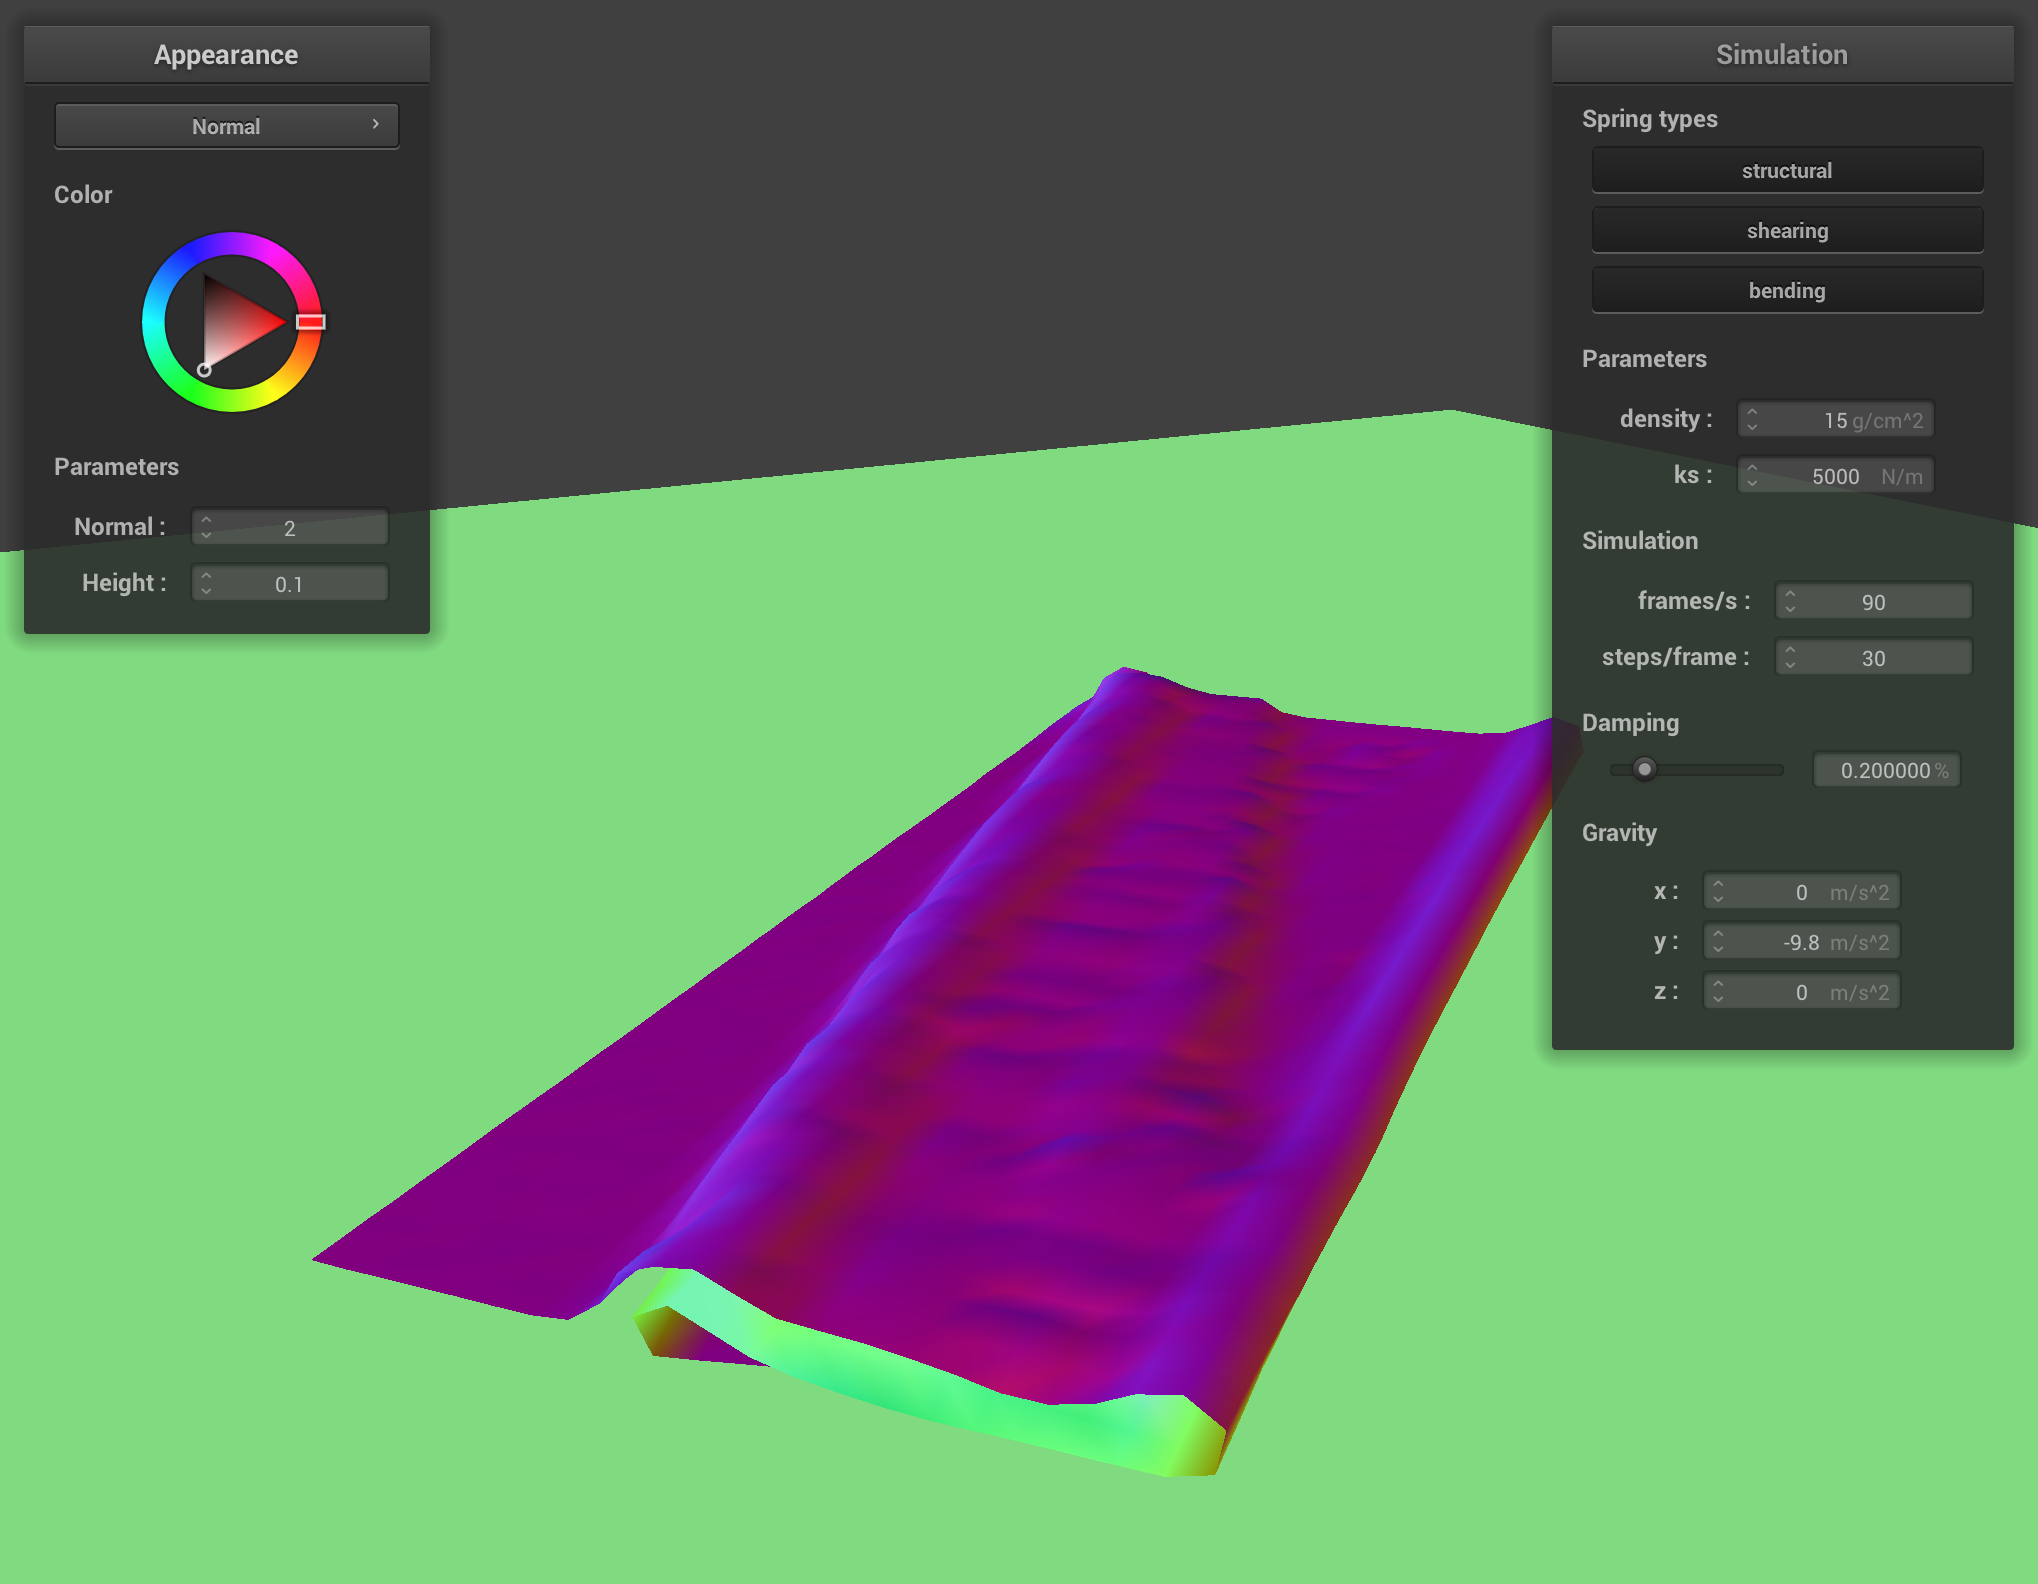 Appearance
Normal
Color
Parameters
Normal : 2
Height : 0.1
Simulation
Spring types
structural
shearing
bending
Parameters
density : 15 g/cm^2
ks : 5000 N/m
Simulation
frames/s : 90
steps/frame : 30
Damping
0.200000 %
Gravity
x : 0 m/s^2
y : -9.8 m/s^2
z : 0 m/s^2